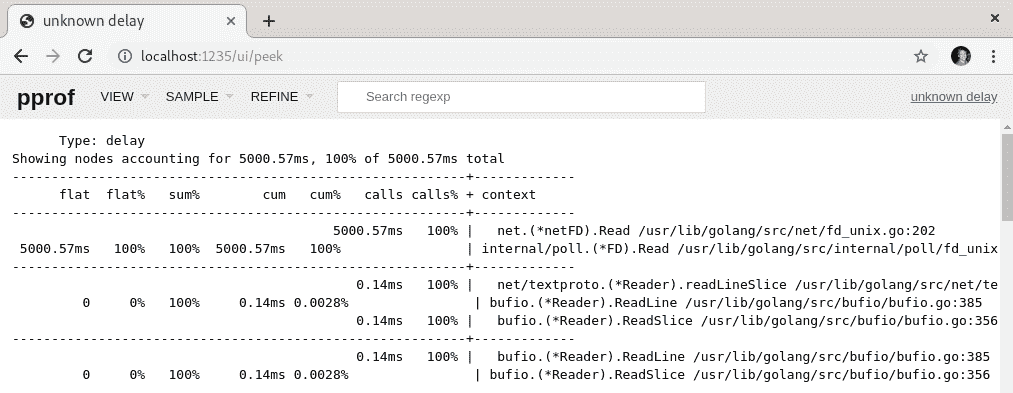 unknown delay
localhost:1235/ui/peek
pprof VIEW SAMPLE REFINE Search regexp unknown delay
Type: delay
Showing nodes accounting for 5000.57ms, 100% of 5000.57ms total
----------------------------------------------------------+-------------
flat flat% sum% cum cum% calls calls% + context
----------------------------------------------------------+-------------
5000.57ms 100% | net.(*netFD).Read /usr/lib/golang/src/net/fd_unix.go:202
5000.57ms 100% 100% 5000.57ms 100% | internal/poll.(*FD).Read /usr/lib/golang/src/internal/poll/fd_unix
----------------------------------------------------------+-------------
0.14ms 100% | net/textproto.(*Reader).readLineSlice /usr/lib/golang/src/net/te
0 0% 100% 0.14ms 0.0028% | bufio.(*Reader).ReadLine /usr/lib/golang/src/bufio/bufio.go:385
0.14ms 100% | bufio.(*Reader).ReadSlice /usr/lib/golang/src/bufio/bufio.go:356
----------------------------------------------------------+-------------
0.14ms 100% | bufio.(*Reader).ReadLine /usr/lib/golang/src/bufio/bufio.go:385
0 0% 100% 0.14ms 0.0028% | bufio.(*Reader).ReadSlice /usr/lib/golang/src/bufio/bufio.go:356